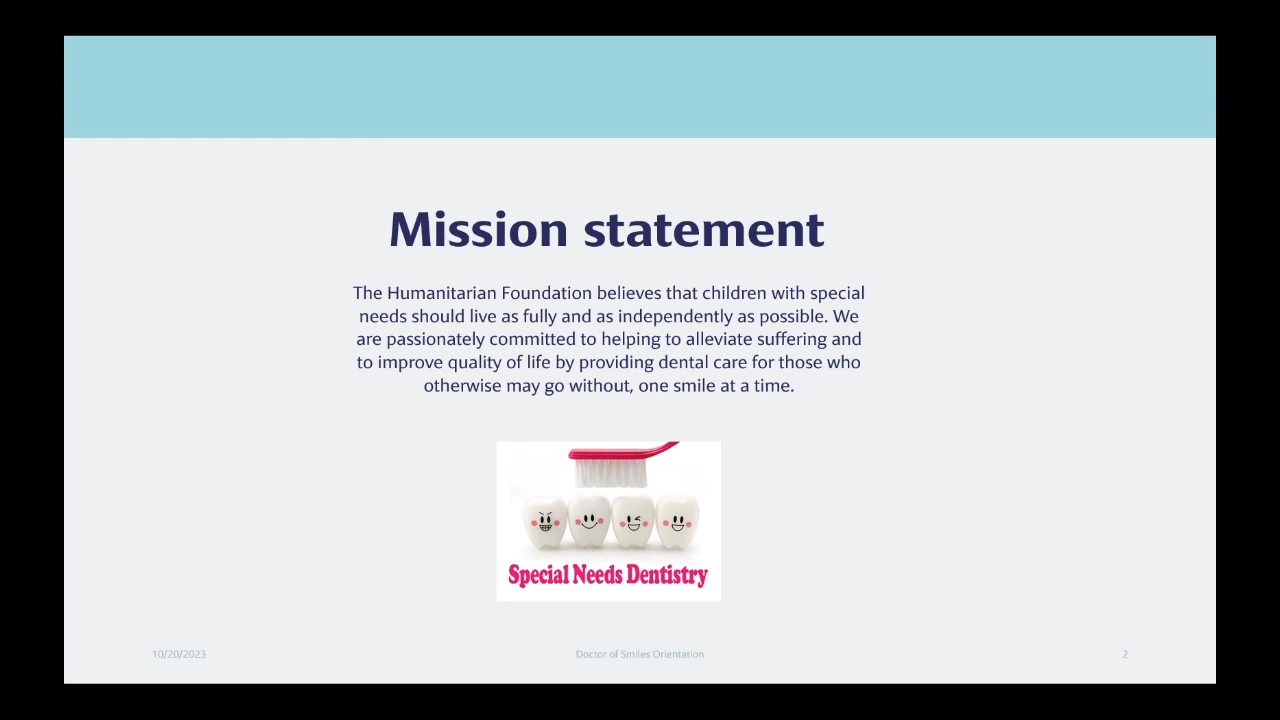 Mission statement
The Humanitarian Foundation believes that children with special
needs should live as fully and as independently as possible. We
are passionately committed to helping to alleviate suffering and
to improve quality of life by providing dental care for those who
otherwise may go without, one smile at a time.
Special Needs Dentistry
10/20/2023
Doctor of Smiles Orientation
2